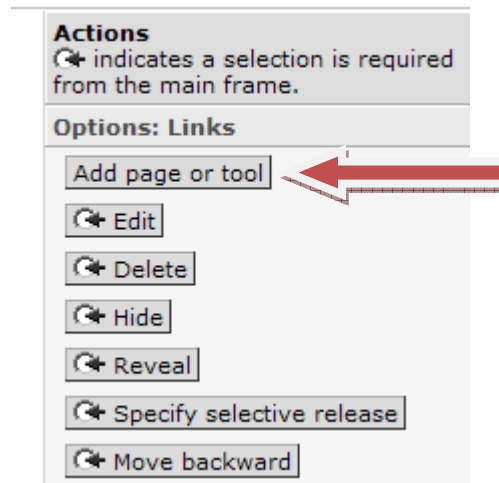 Actions
indicates a selection is required
from the main frame.
Options: Links
Add page or tool
Edit
Delete
Hide
Reveal
Specify selective release
Move backward